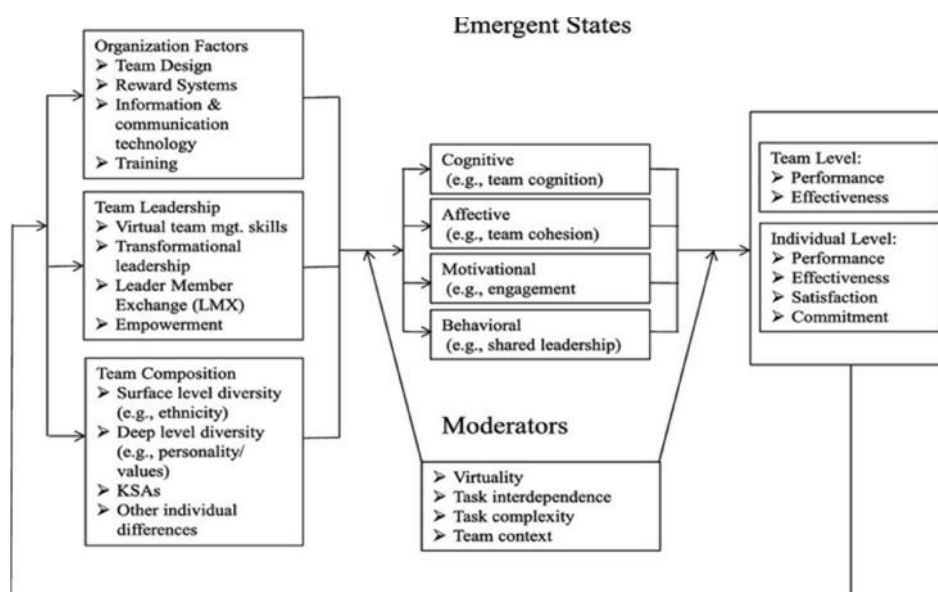 Emergent States
Organization Factors
➢ Team Design
➢ Reward Systems
➢ Information &
communication
technology
➢ Training
Team Leadership
➢ Virtual team mgt. skills
➢ Transformational
leadership
➢ Leader Member
Exchange (LMX)
➢ Empowerment
Team Composition
➢ Surface level diversity
(e.g., ethnicity)
➢ Deep level diversity
(e.g., personality/
values)
➢ KSAs
➢ Other individual
differences
Cognitive
(e.g., team cognition)
Affective
(e.g., team cohesion)
Motivational
(e.g., engagement
Behavioral
(e.g., shared leadership)
Moderators
➢ Virtuality
➢ Task interdependence
➢ Task complexity
➢ Team context
Team Level:
➢ Performance
➢ Effectiveness
Individual Level:
➢ Performance
➢ Effectiveness
➢ Satisfaction
➢ Commitment